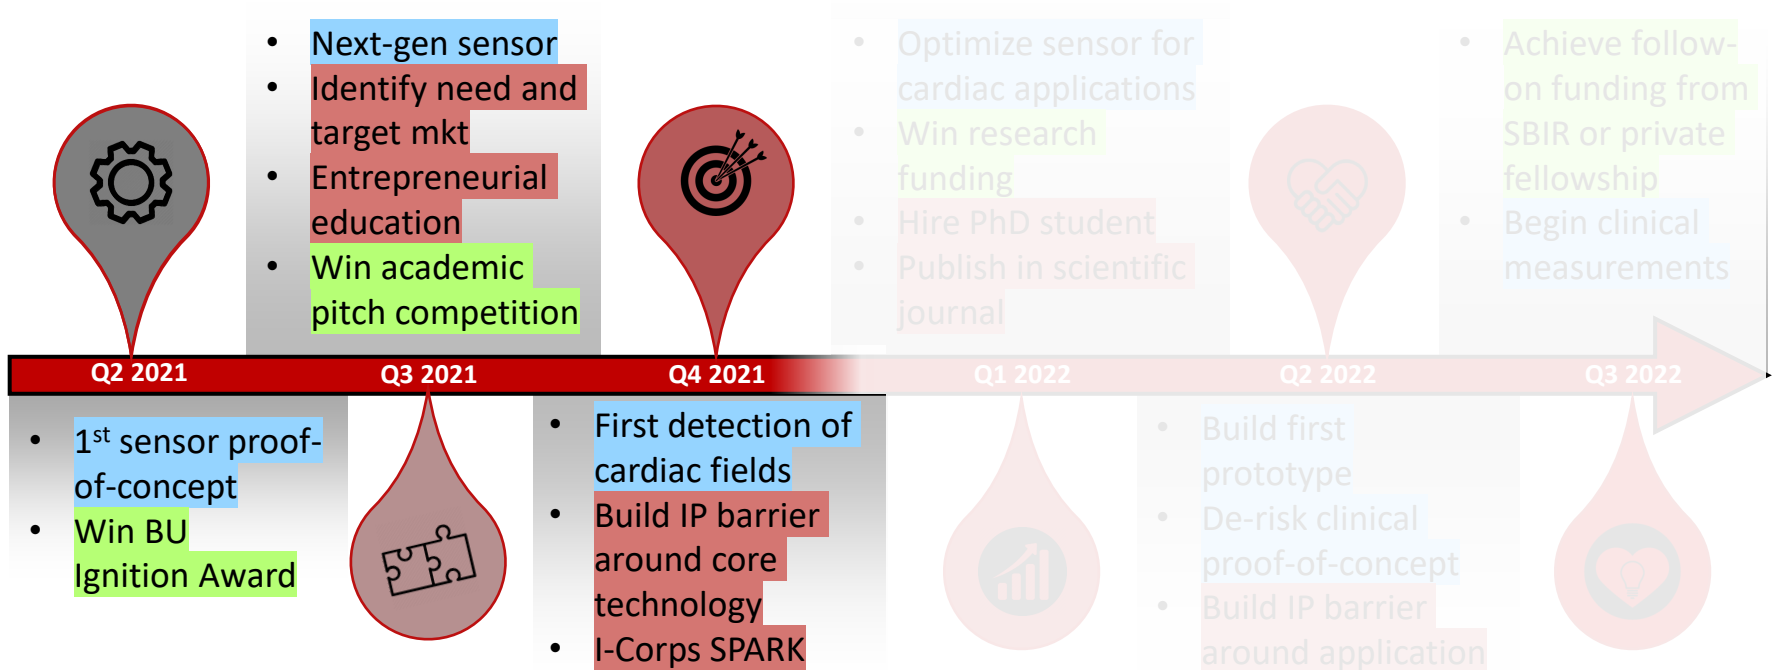 • Next-gen sensor
• Identify need and
target mkt
• Entrepreneurial
education
• Win academic
pitch competition
• Optimize sensor for
cardiac applications
• Win research
funding
• Hire PhD student
• Publish in scientific
journal
• Achieve follow-
on funding from
SBIR or private
fellowship
• Begin clinical
measurements
Q2 2021
Q3 2021
Q4 2021
Q1 2022
Q2 2022
Q3 2022
• 1st sensor proof-
of-concept
• Win BU
Ignition Award
• First detection of
cardiac fields
• Build IP barrier
around core
technology
• I-Corps SPARK
• Build first
prototype
• De-risk clinical
proof-of-concept
• Build IP barrier
around application